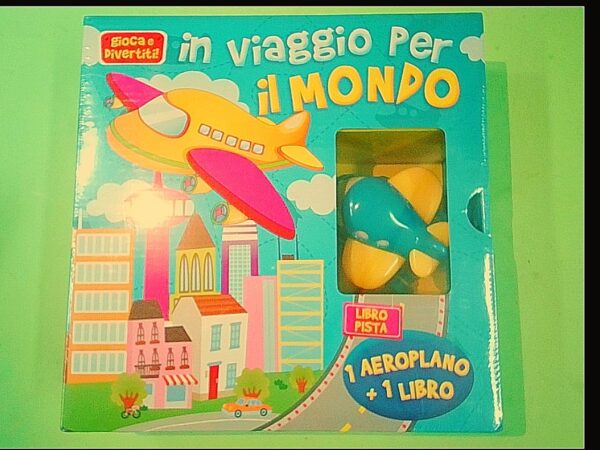 Gioca e
Divertiti!
in Viaggio Per
il MONDO
LIBRO
PISTA
1 AEROPLANO
+ 1 LIBRO